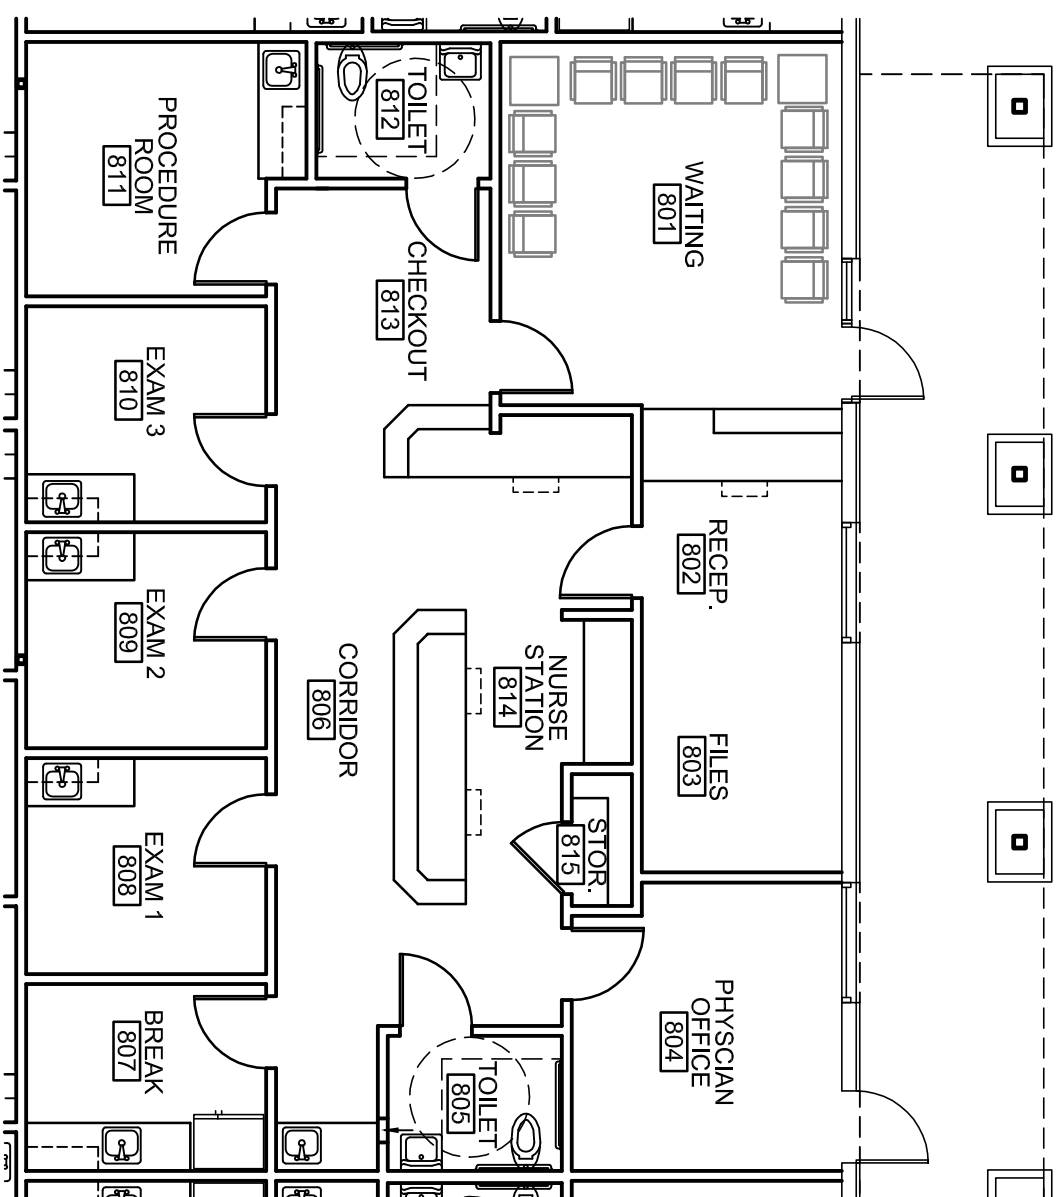 TOILET
812
PROCEDURE
ROOM
811
WAITING
801
CHECKOUT
813
EXAM 3
810
RECEP.
802
EXAM 2
809
CORRIDOR
806
NURSE
STATION
814
FILES
803
STOR.
815
EXAM 1
808
PHYSCIAN
OFFICE
804
BREAK
807
TOILET
805